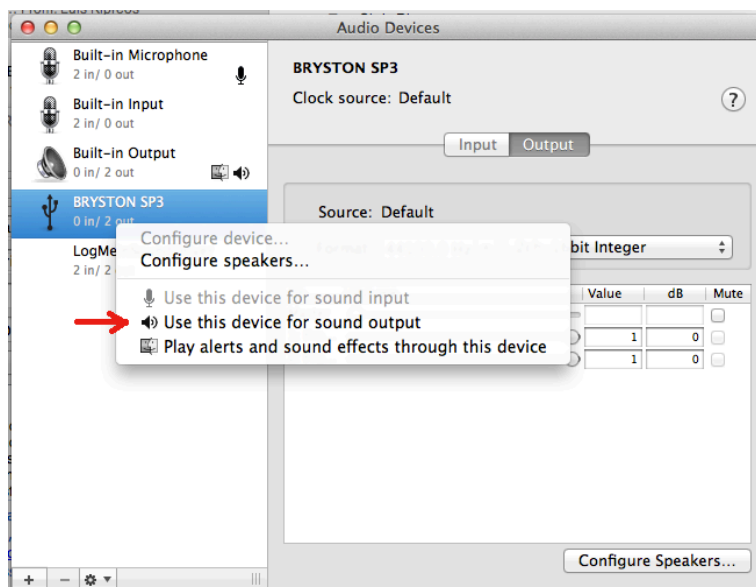 Audio Devices
Built-in Microphone
2 in/ 0 out
Built-in Input
2 in/ 0 out
Built-in Output
0 in/ 2 out
BRYSTON SP3
0 in/ 2 out
2 in/ 2
Configure device...
Configure speakers...
Use this device for sound input
Use this device for sound output
Play alerts and sound effects through this device
BRYSTON SP3
Clock source: Default
?
Input Output
Source: Default
bit Integer
Value dB Mute
1 0
1 0
Configure Speakers...